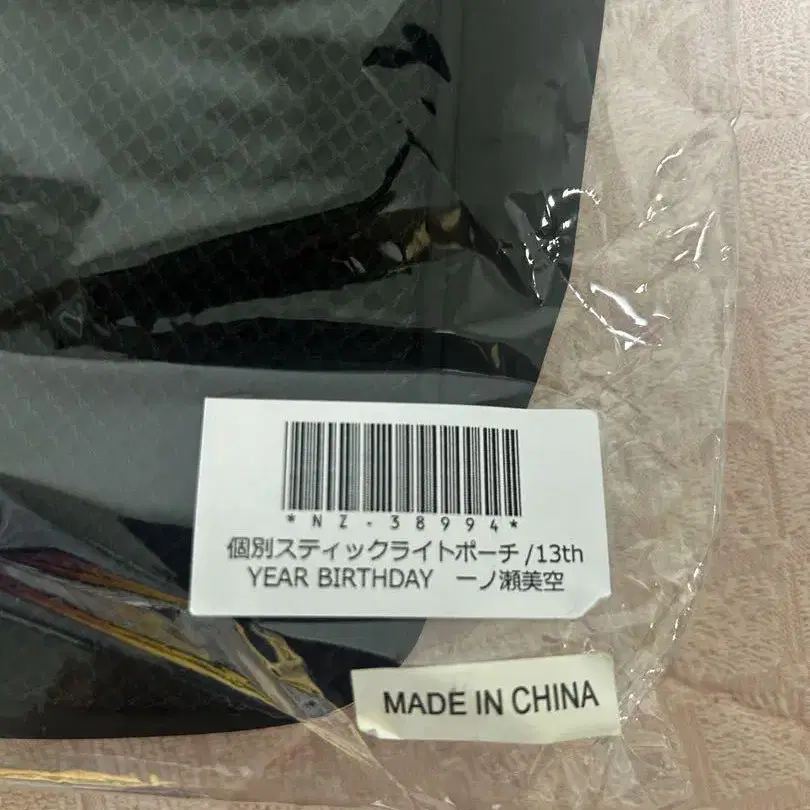 *NZ-38994*
個別スティックライトポーチ/13th
YEAR BIRTHDAY 一ノ瀬美空
MADE IN CHINA